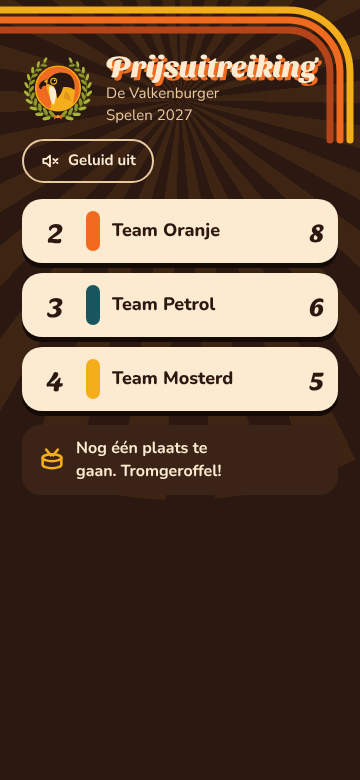 Prijsuitreiking
De Valkenburger
Spelen 2027
Geluid uit
2 Team Oranje 8
3 Team Petrol 6
4 Team Mosterd 5
Nog één plaats te
gaan. Tromgeroffel!